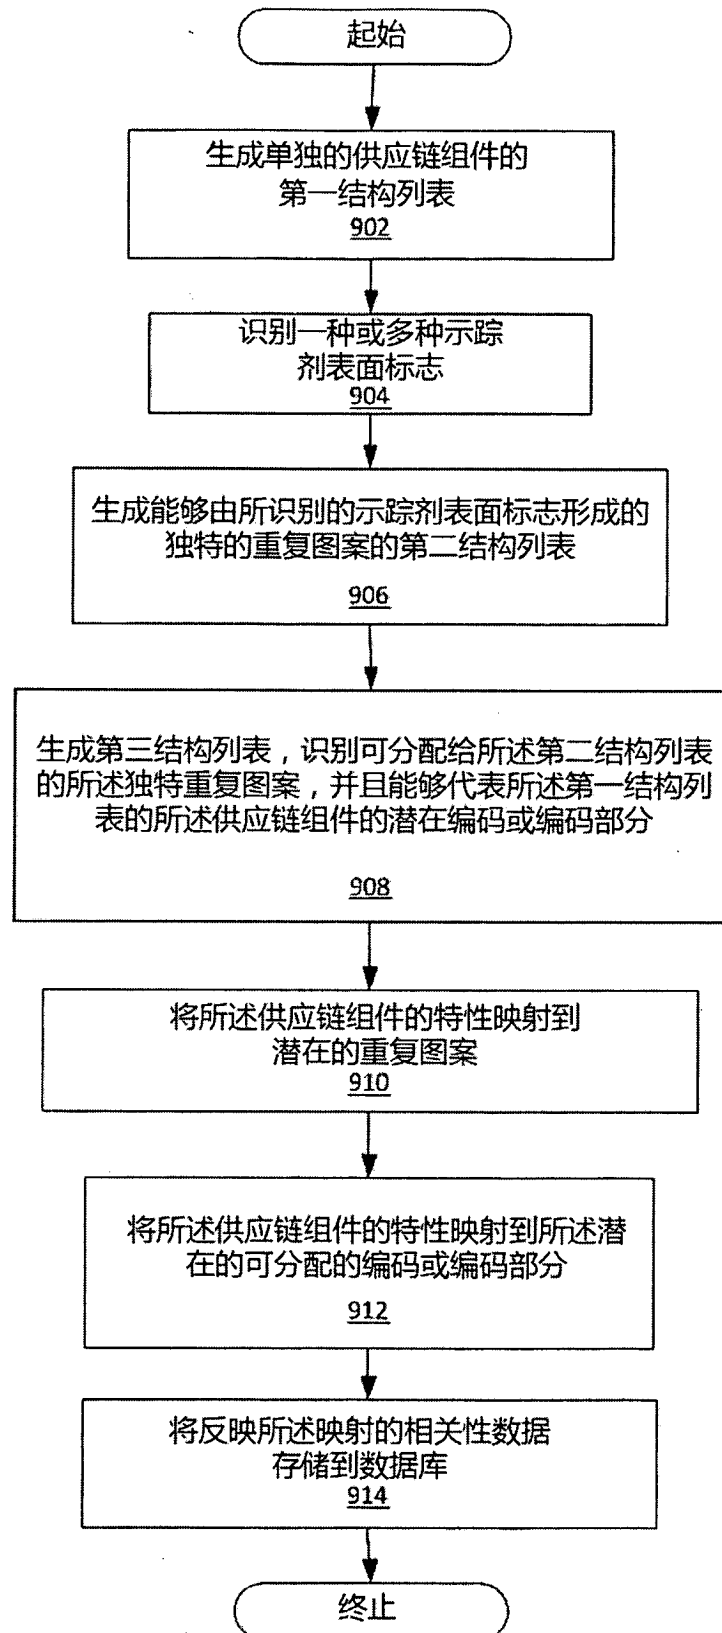 起始
生成单独的供应链组件的
第一结构列表
902
识别一种或多种示踪
剂表面标志
904
生成能够由所识别的示踪剂表面标志形成的
独特的重复图案的第二结构列表
906
生成第三结构列表，识别可分配给所述第二结构列表
的所述独特重复图案，并且能够代表所述第一结构列
表的所述供应链组件的潜在编码或编码部分
908
将所述供应链组件的特性映射到
潜在的重复图案
910
将所述供应链组件的特性映射到所述潜
在的可分配的编码或编码部分
912
将反映所述映射的相关性数据
存储到数据库
914
终止